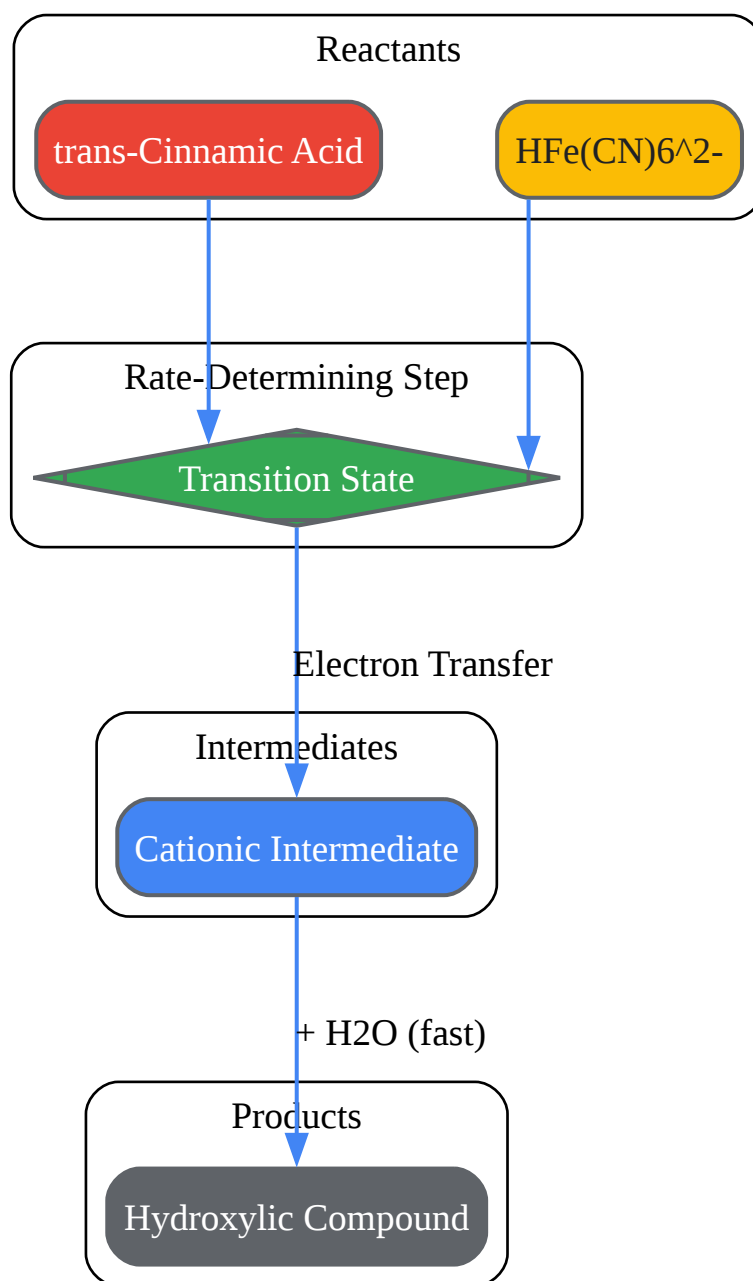 Reactants
trans-Cinnamic Acid
HFe(CN)6^2-
Rate-Determining Step
Transition State
Electron Transfer
Intermediates
Cationic Intermediate
+ H2O (fast)
Products
Hydroxylic Compound